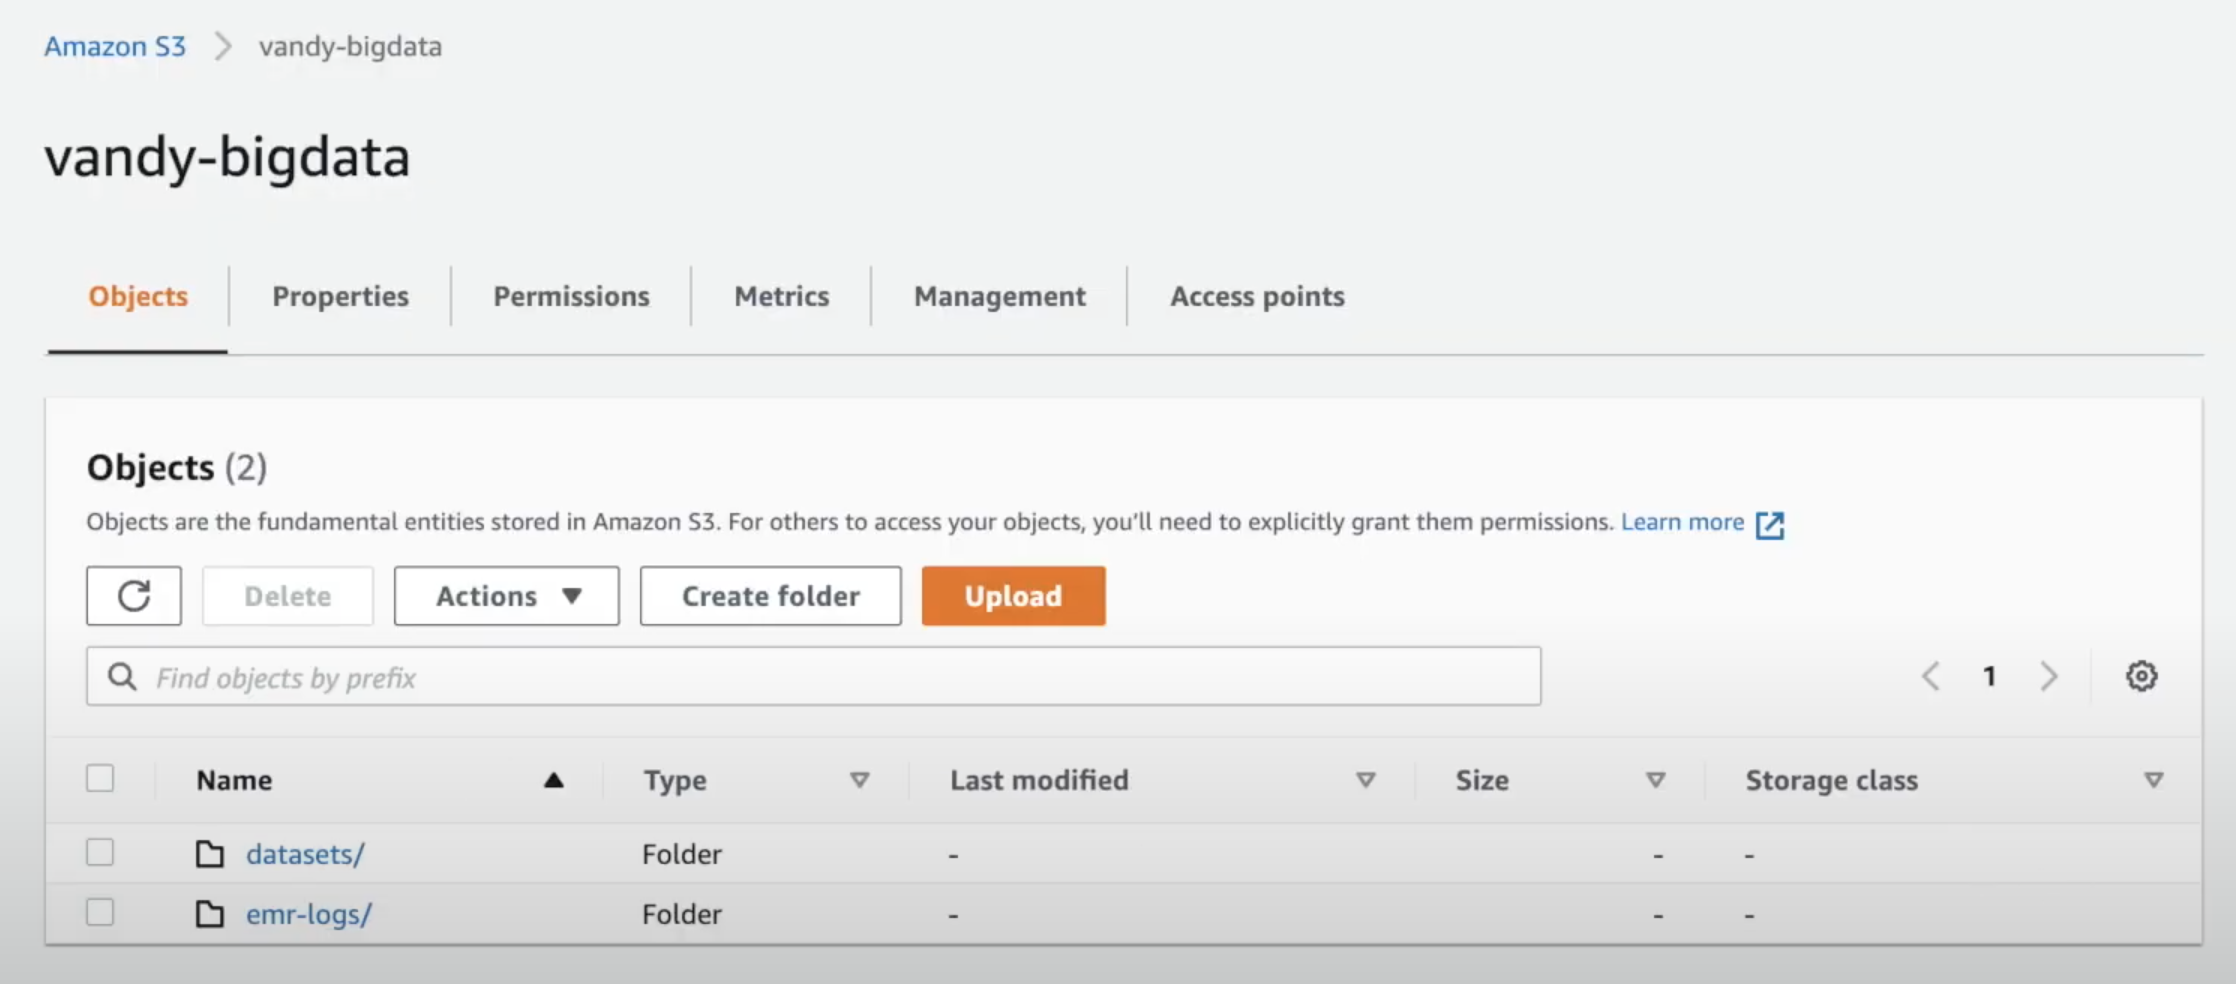 Amazon S3 > vandy-bigdata
vandy-bigdata
Objects Properties Permissions Metrics Management Access points
Objects (2)
Objects are the fundamental entities stored in Amazon S3. For others to access your objects, you'll need to explicitly grant them permissions. Learn more
Delete Actions Create folder Upload
Find objects by prefix 1
Name Type Last modified Size Storage class
datasets/ Folder - - -
emr-logs/ Folder - - -